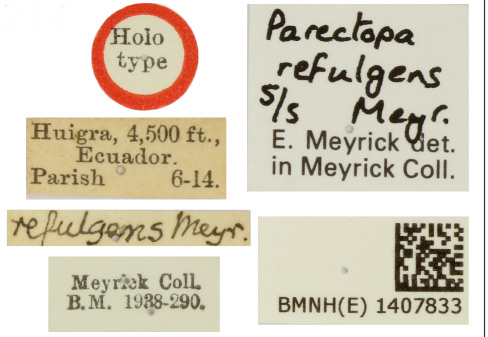 Holo
type
Huigra, 4,500 ft.,
Ecuador.
Parish 6-14.
refulgens Meyr.
Meyrick Coll.
B.M. 1938-290.
Parectopa
refulgens
S/s Meyr.
E. Meyrick det.
in Meyrick Coll.
BMNH(E) 1407833